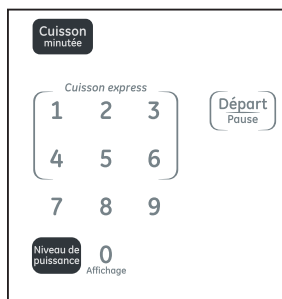 Cuisson
minutée
Cuisson express
1 2 3
Départ
Pause
4 5 6
7 8 9
Niveau de
puissance
0
Affichage